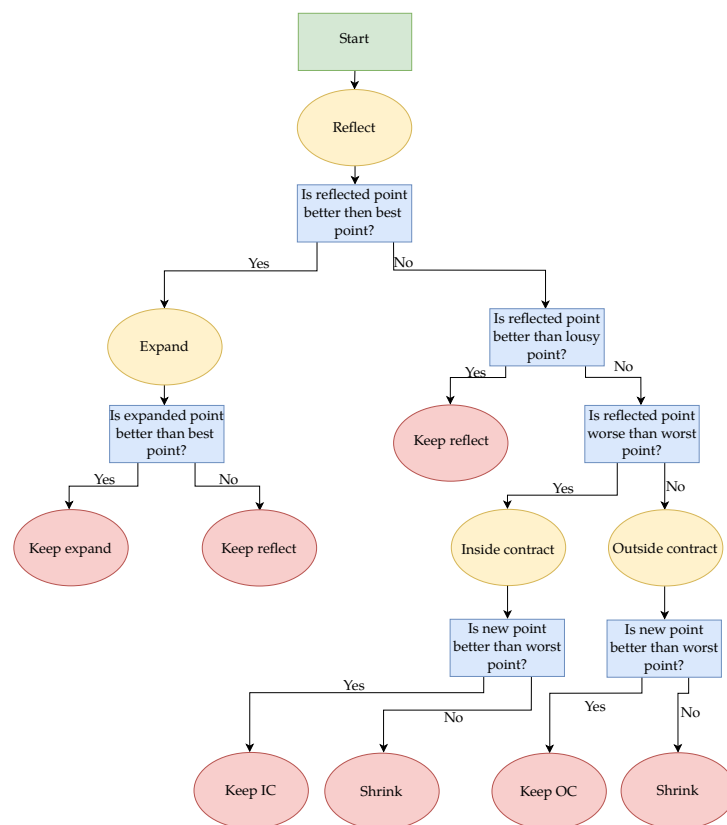 Start
Reflect
Is reflected point
better then best
point?
Yes
No
Expand
Is reflected point
better than lousy
point?
Yes
No
Is expanded point
better than best
point?
Keep reflect
Is reflected point
worse than worst
point?
Yes
No
Yes
No
Keep expand
Keep reflect
Inside contract
Outside contract
Is new point
better than worst
point?
Is new point
better than worst
point?
Yes
No
Yes
No
Keep IC
Shrink
Keep OC
Shrink